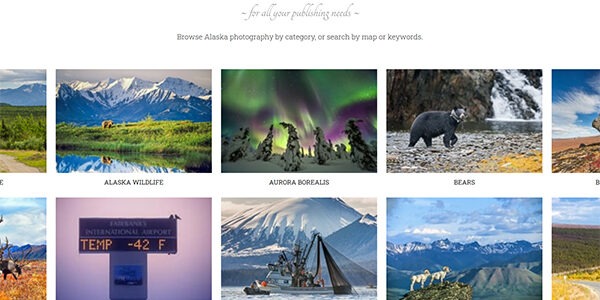 ~ for all your publishing needs ~
Browse Alaska photography by category, or search by map or keywords.
E
ALASKA WILDLIFE
AURORA BOREALIS
BEARS
B
FAIRBANKS
INTERNATIONAL AIRPORT
TEMP -42 F